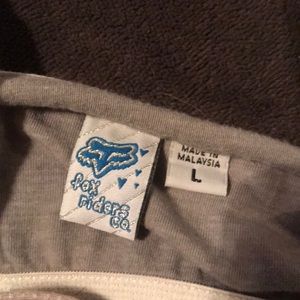 fox
riders
co.
MADE IN
MALAYSIA
L